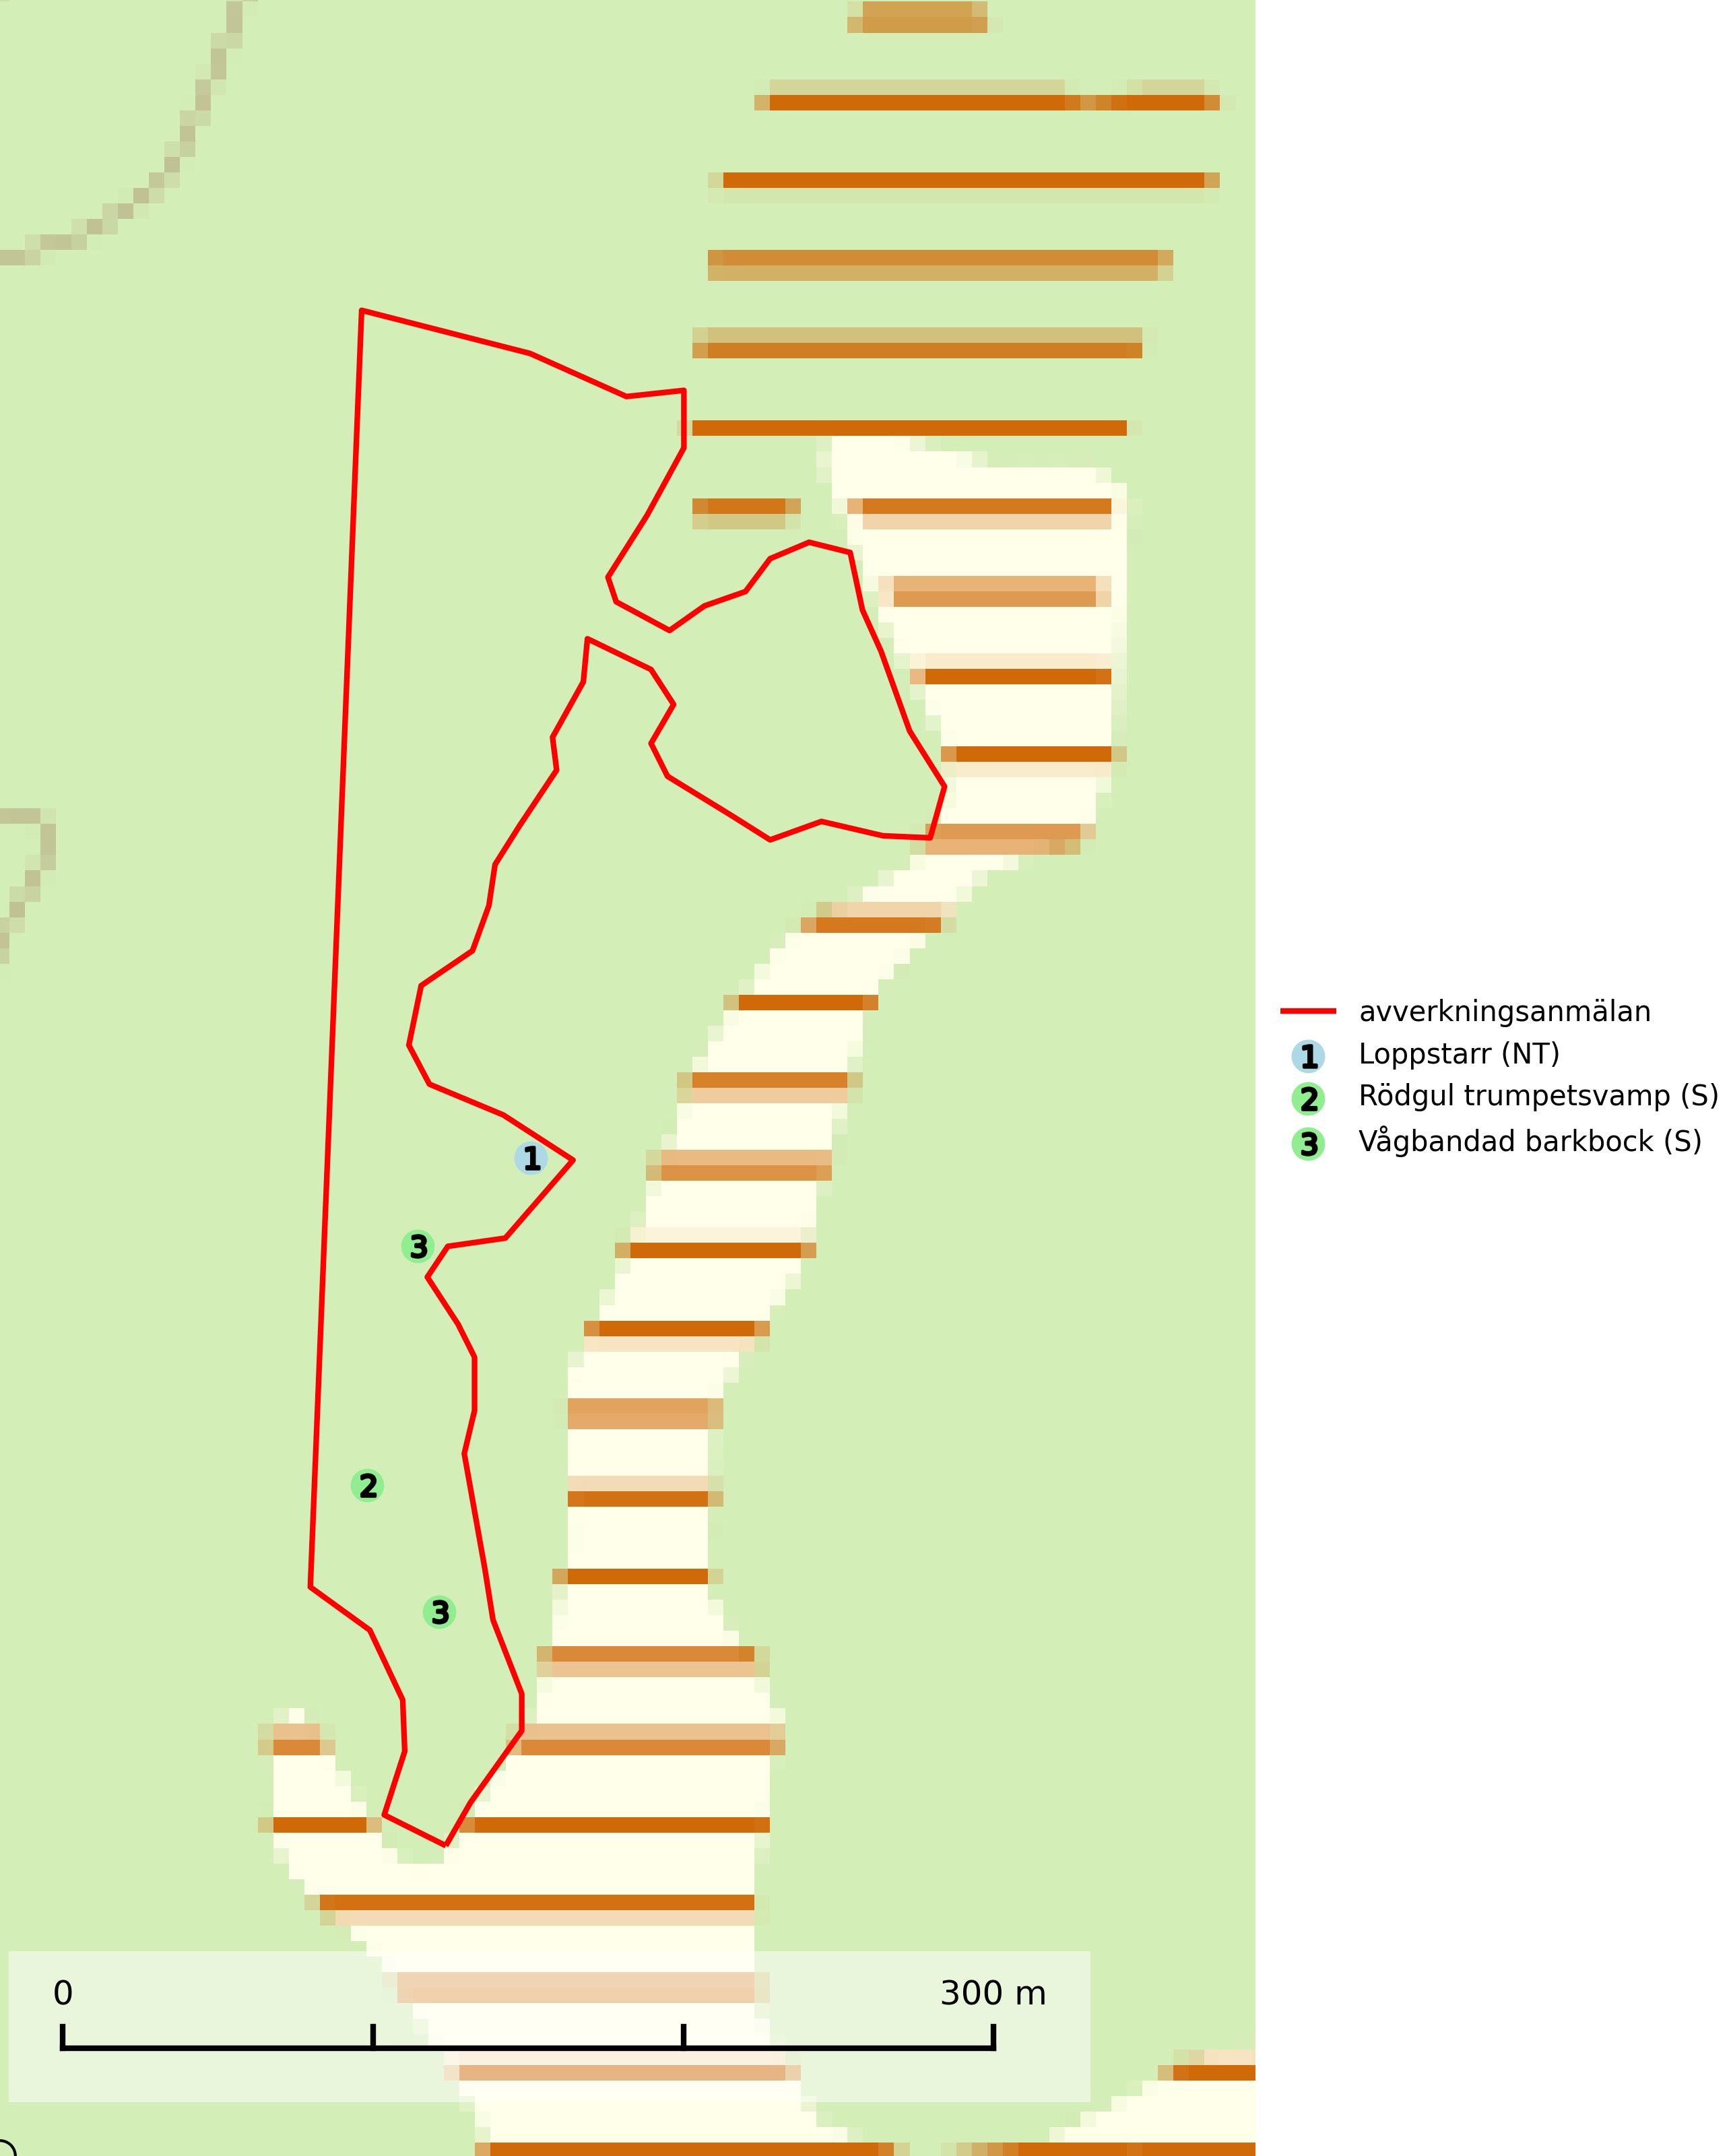 avverkningsanmälan
1 Loppstarr (NT)
2 Rödgul trumpetsvamp (S)
3 Vågbandad barkbock (S)
1
3
2
3
0 300 m